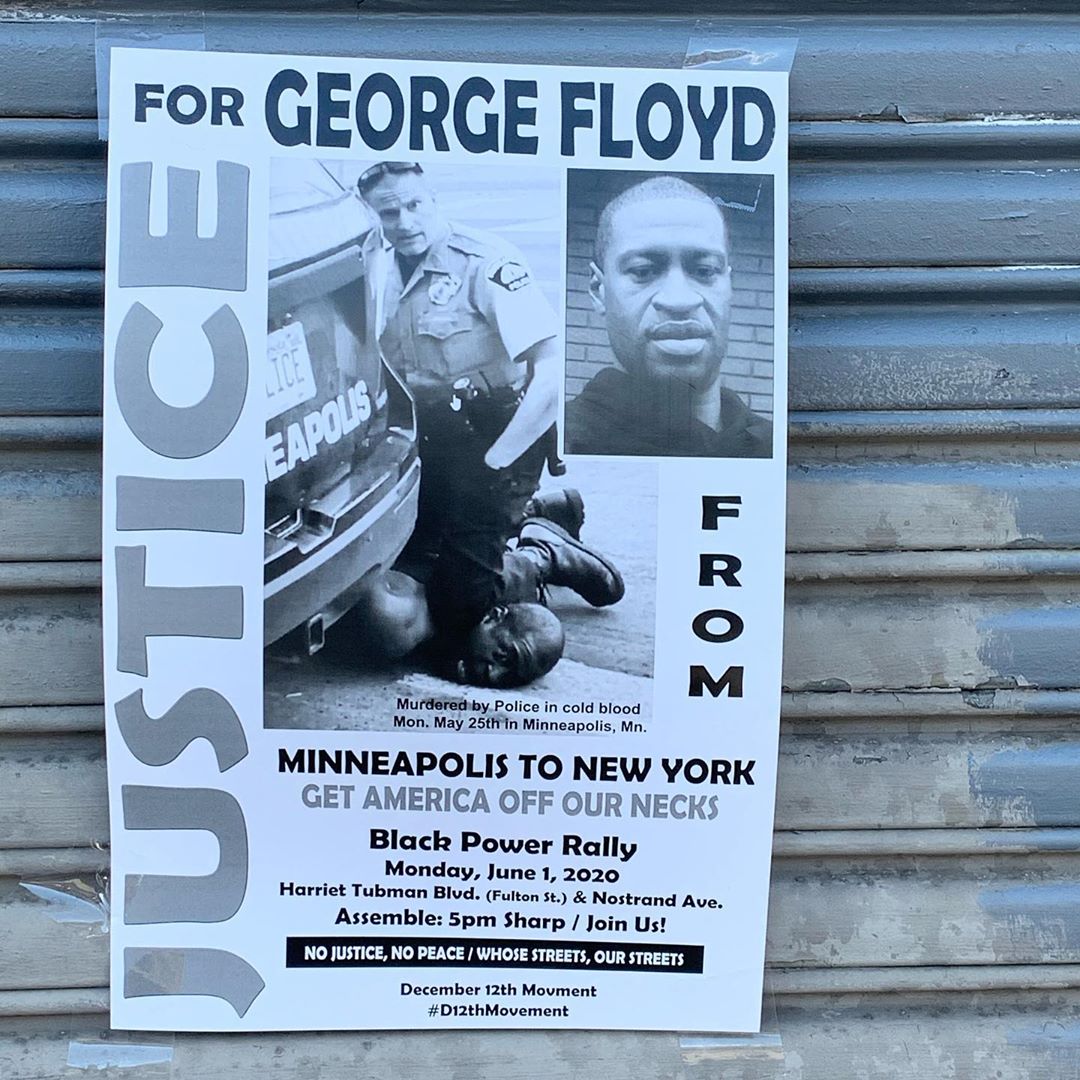 JUSTICE
FOR GEORGE FLOYD
LICE
EAPOLIS
FROM
Murdered by Police in cold blood
Mon. May 25th in Minneapolis, Mn.
MINNEAPOLIS TO NEW YORK
GET AMERICA OFF OUR NECKS
Black Power Rally
Monday, June 1, 2020
Harriet Tubman Blvd. (Fulton St.) & Nostrand Ave.
Assemble: 5pm Sharp / Join Us!
NO JUSTICE, NO PEACE / WHOSE STREETS, OUR STREETS
December 12th Movment
#D12thMovement